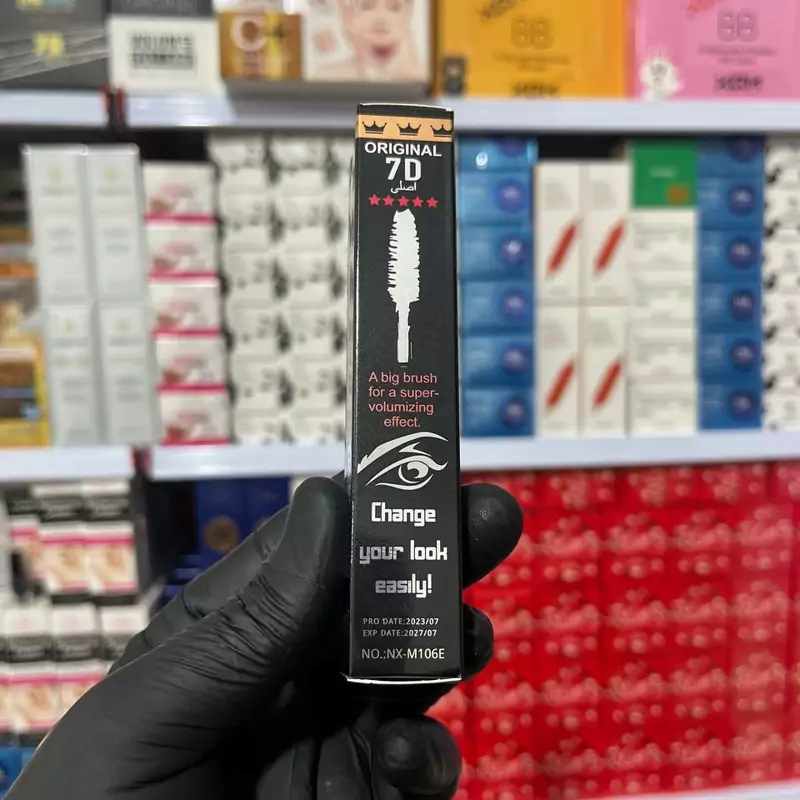 ORIGINAL
7D
اصلی
A big brush
for a super-
volumizing
effect.
Change
your look
easily!
PRO DATE:2023/07
EXP DATE:2027/07
NO.:NX-M106E